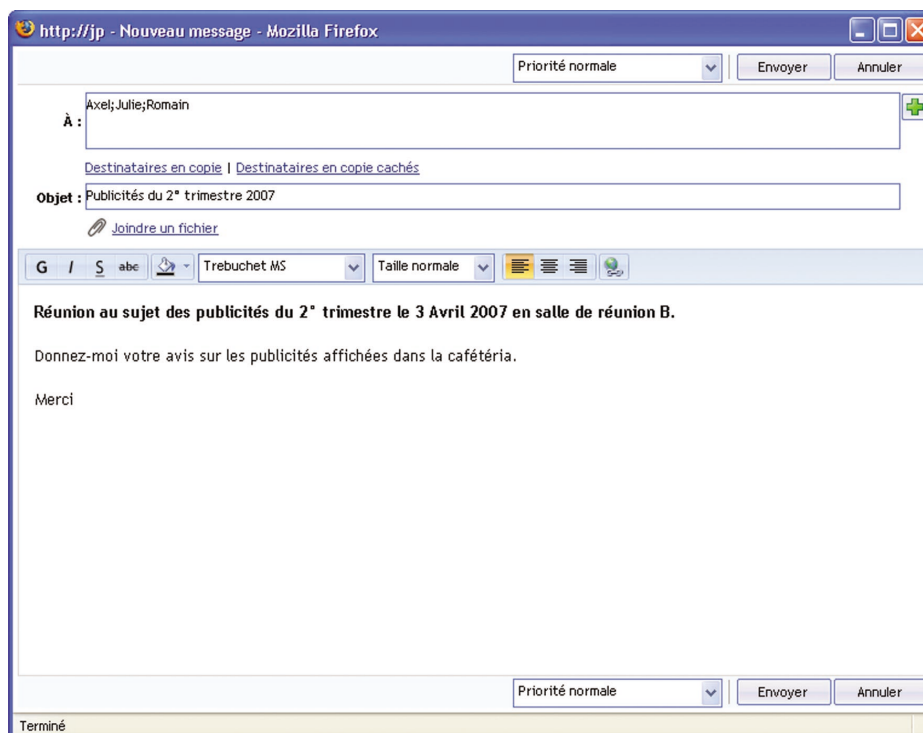 http://jp - Nouveau message - Mozilla Firefox
Priorité normale Envoyer Annuler
À : Axel;Julie;Romain
Destinataires en copie | Destinataires en copie cachés
Objet : Publicités du 2° trimestre 2007
Joindre un fichier
G I S abc Trebuchet MS Taille normale
Réunion au sujet des publicités du 2° trimestre le 3 Avril 2007 en salle de réunion B.
Donnez-moi votre avis sur les publicités affichées dans la cafétéria.
Merci
Priorité normale Envoyer Annuler
Terminé